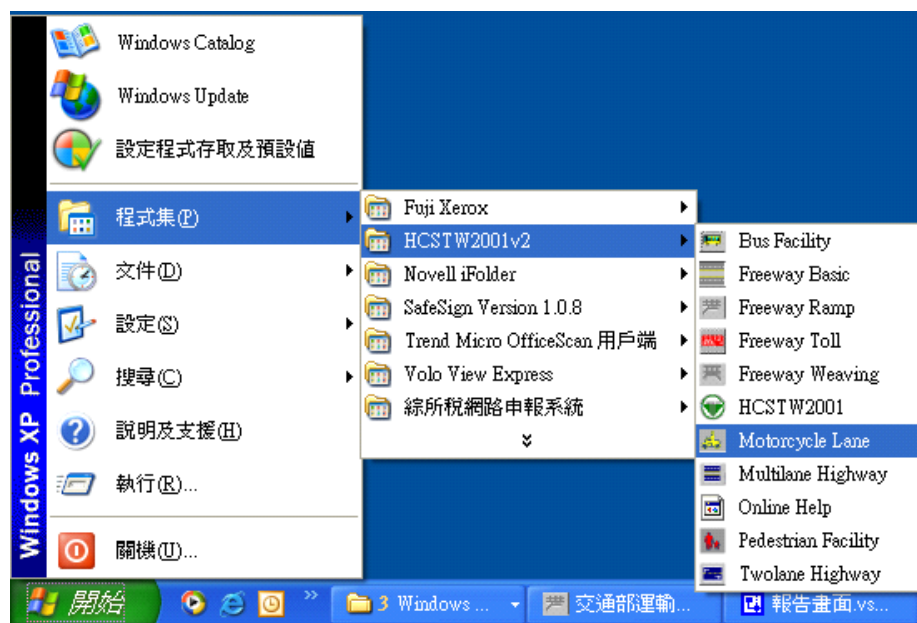 Windows Catalog
Windows Update
設定程式存取及預設值
程式集(P)
文件(D)
設定(S)
搜尋(C)
說明及支援(H)
執行(R)...
關機(U)...
Windows XP Professional
Fuji Xerox
HCSTW2001v2
Novell iFolder
SafeSign Version 1.0.8
Trend Micro OfficeScan 用戶端
Volo View Express
綜所稅網路申報系統
Bus Facility
Freeway Basic
Freeway Ramp
Freeway Toll
Freeway Weaving
HCSTW2001
Motorcycle Lane
Multilane Highway
Online Help
Pedestrian Facility
Twolane Highway
開始
3 Windows ...
交通部運輸...
報告畫面.vs...